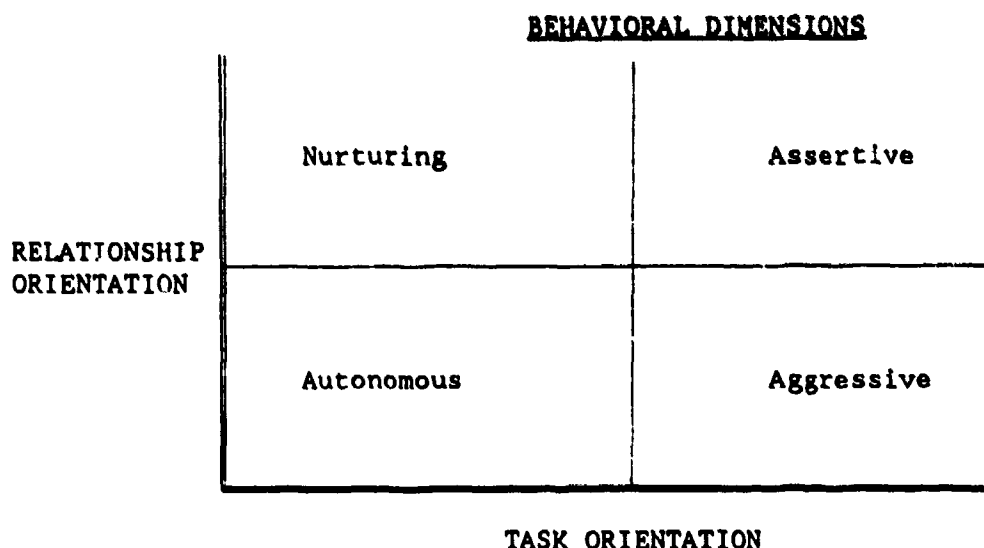 BEHAVIORAL DIMENSIONS
Nurturing Assertive
RELATIONSHIP
ORIENTATION
Autonomous Aggressive
TASK ORIENTATION